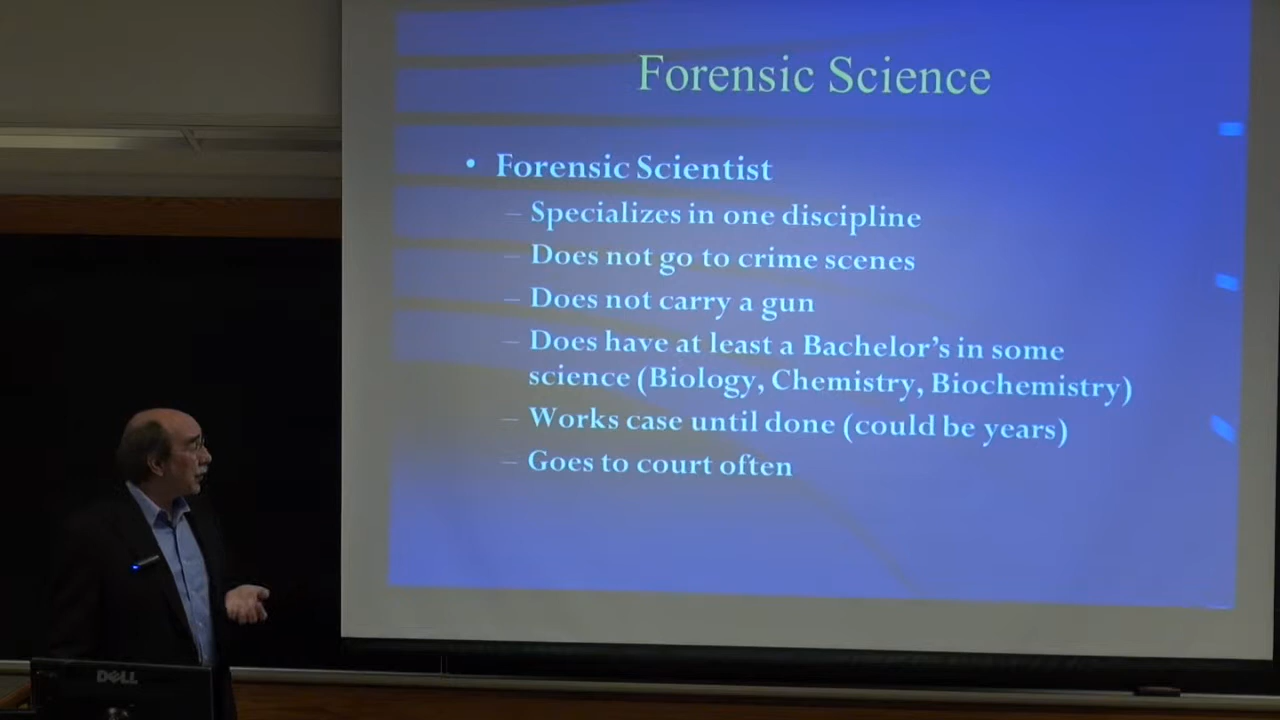 Forensic Science
• Forensic Scientist
– Specializes in one discipline
– Does not go to crime scenes
– Does not carry a gun
– Does have at least a Bachelor's in some
science (Biology, Chemistry, Biochemistry)
– Works case until done (could be years)
– Goes to court often
DELL